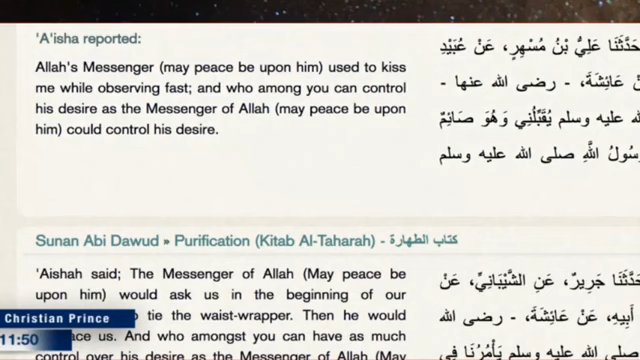 'A'isha reported:
Allah's Messenger (may peace be upon him) used to kiss
me while observing fast; and who among you can control
his desire as the Messenger of Allah (may peace be upon
him) could control his desire.
حَدَّثَنَا عَلِيُّ بْنُ مُسْهِرٍ، عَنْ عُبَيْدِ
عَائِشَةَ، - رضى الله عنها -
عليه وسلم يُقَبِّلُنِي وَهُوَ صَائِمٌ
صلى الله عليه وسلم
Sunan Abi Dawud » Purification (Kitab Al-Taharah) - كتاب الطهارة
'Aishah said; The Messenger of Allah (May peace be
upon him) would ask us in the beginning of our
to tie the waist-wrapper. Then he would
us. And who amongst you can have as much
control over his desire as the Messenger of Allah (May
جَرِيرٌ، عَنِ الشَّيْبَانِيِّ، عَنْ
أَبِيهِ، عَنْ عَائِشَةَ، - رضى الله
الله عليه وسلم يَأْمُرُنَا فِي
Christian Prince
11:50